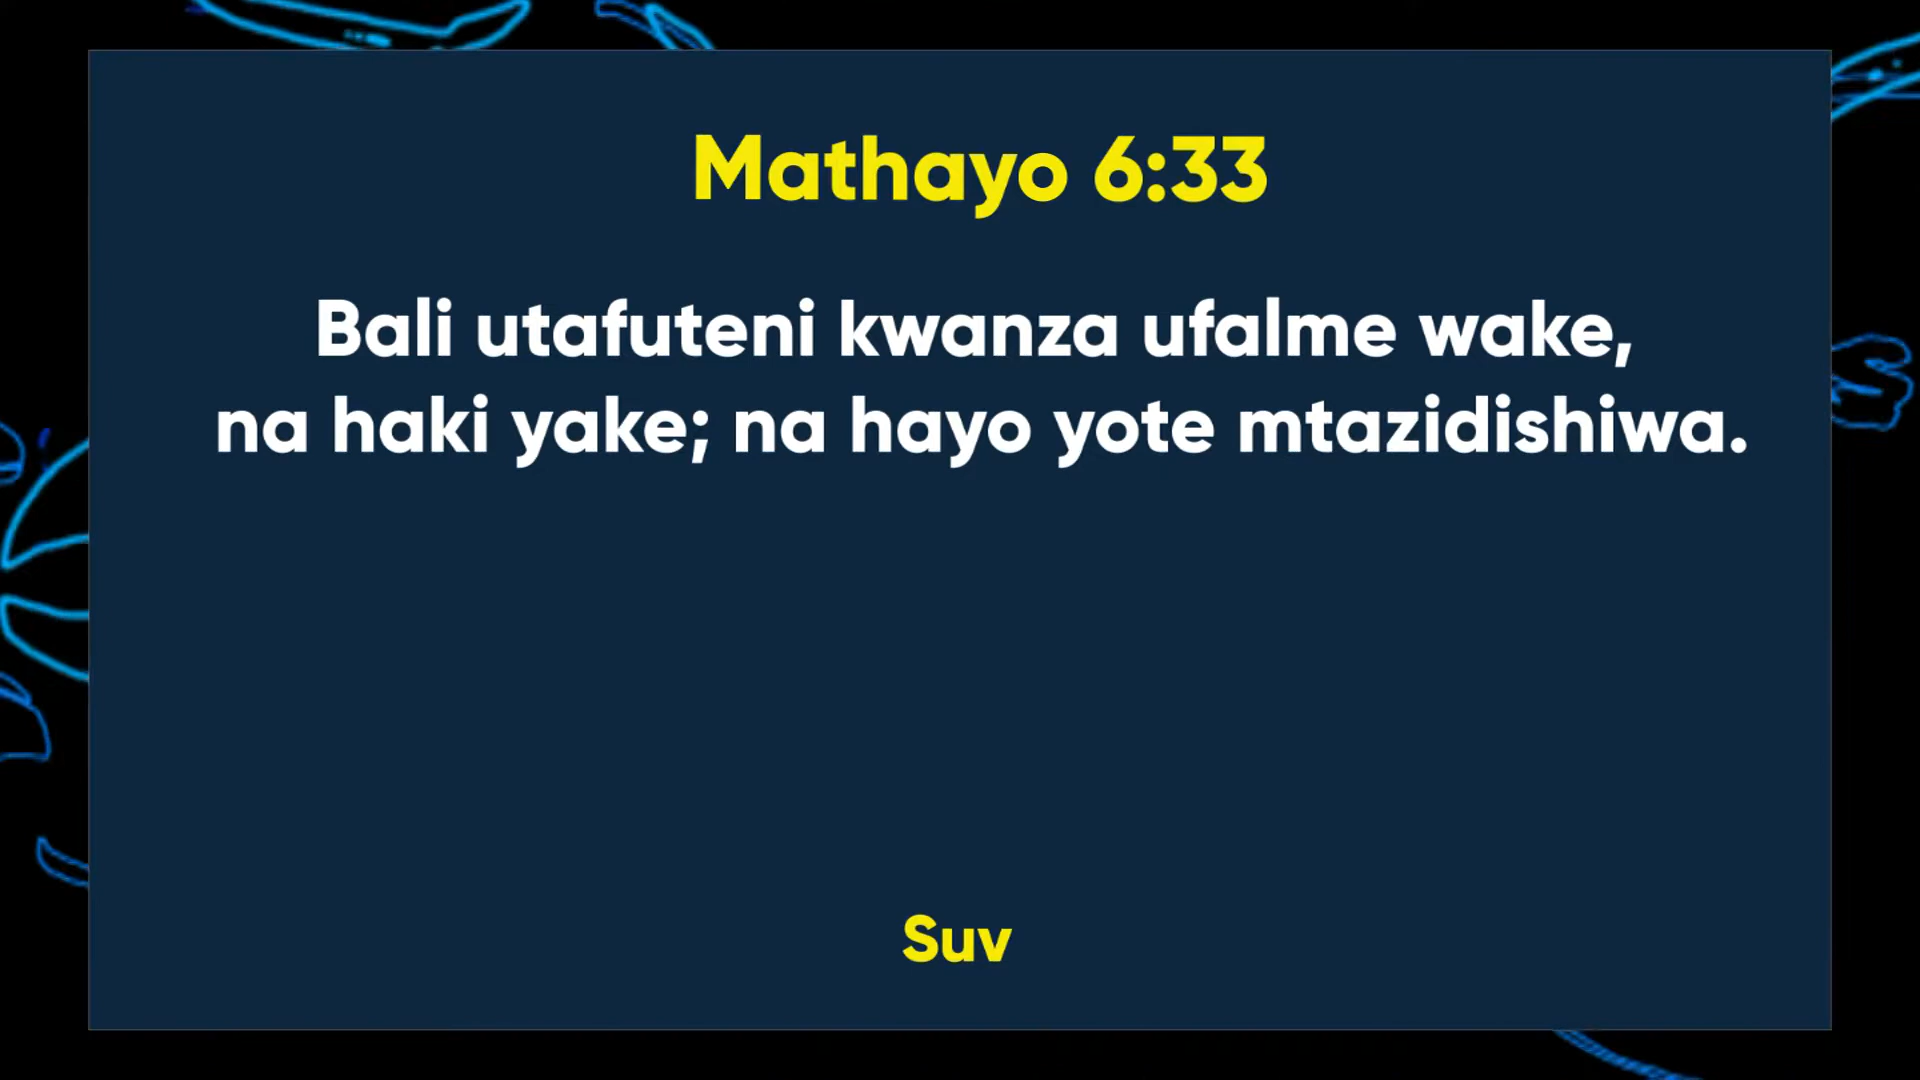 Mathayo 6:33
Bali utafuteni kwanza ufalme wake,
na haki yake; na hayo yote mtazidishiwa.
Suv